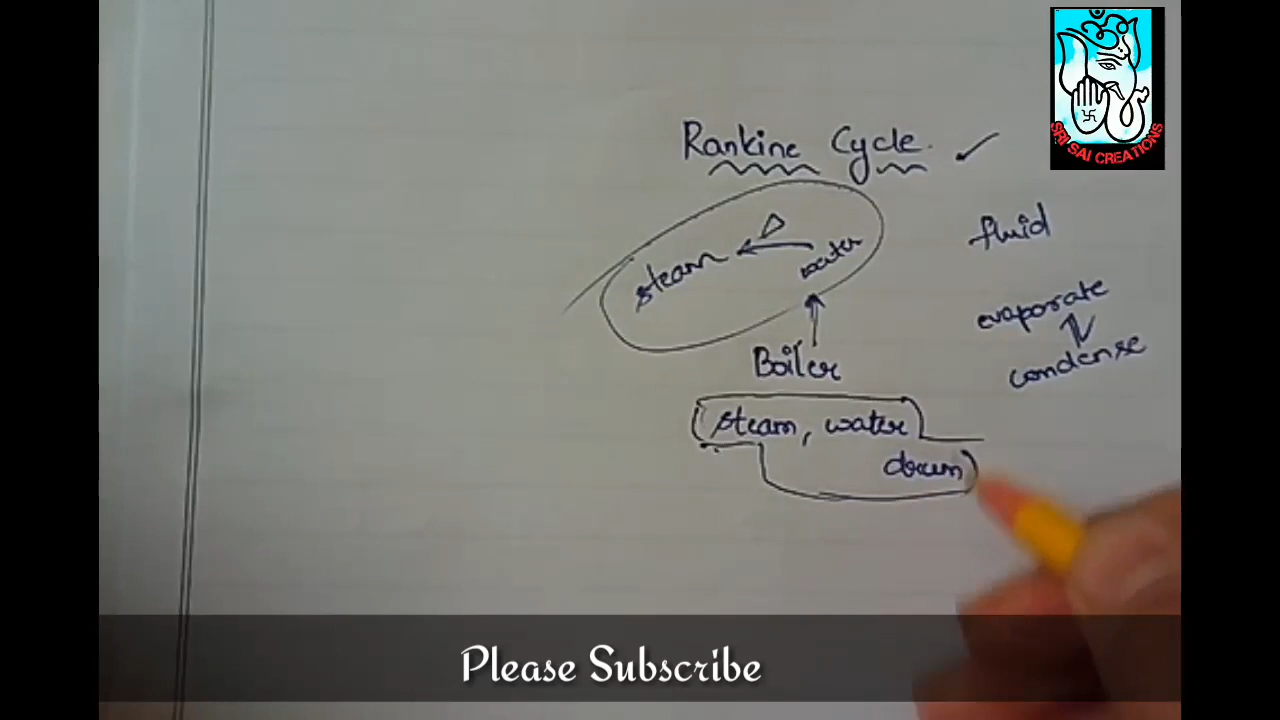 Rankine Cycle
steam ← water
Δ
fluid
evaporate
condense
Boiler
steam, water
drum
SRI SAI CREATIONS
Please Subscribe